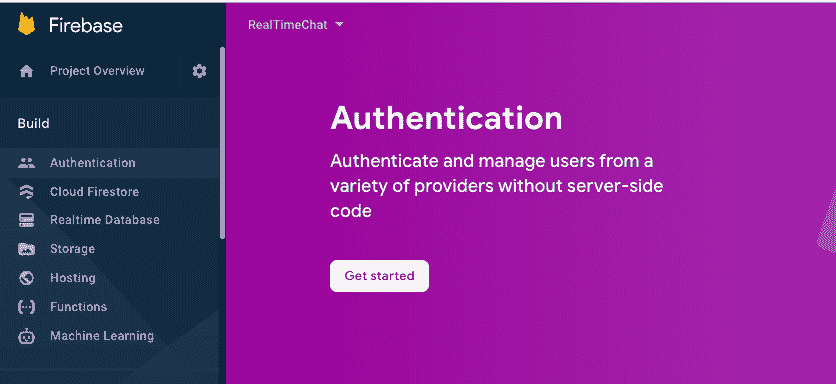 Firebase
RealTimeChat
Project Overview
Build
Authentication
Cloud Firestore
Realtime Database
Storage
Hosting
Functions
Machine Learning
Authentication
Authenticate and manage users from a
variety of providers without server-side
code
Get started